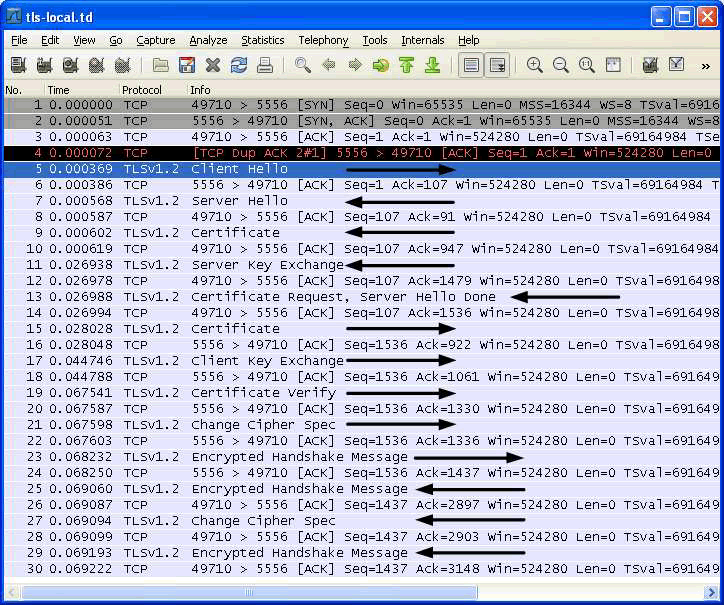 tls-local.td
File Edit View Go Capture Analyze Statistics Telephony Tools Internals Help
No. Time Protocol Info
1 0.000000 TCP 49710 > 5556 [SYN] Seq=0 Win=65535 Len=0 MSS=16344 WS=8 TSval=6916
2 0.000051 TCP 5556 > 49710 [SYN, ACK] Seq=0 Ack=1 Win=65535 Len=0 MSS=16344 WS=8
3 0.000063 TCP 49710 > 5556 [ACK] Seq=1 Ack=1 Win=524280 Len=0 TSval=69164984 TSe
4 0.000072 TCP [TCP Dup ACK 2#1] 5556 > 49710 [ACK] Seq=1 Ack=1 Win=524280 Len=0
5 0.000369 TLSv1.2 Client Hello
6 0.000386 TCP 5556 > 49710 [ACK] Seq=1 Ack=107 Win=524280 Len=0 TSval=69164984 T
7 0.000568 TLSv1.2 Server Hello
8 0.000587 TCP 49710 > 5556 [ACK] Seq=107 Ack=91 Win=524280 Len=0 TSval=69164984
9 0.000602 TLSv1.2 Certificate
10 0.000619 TCP 49710 > 5556 [ACK] Seq=107 Ack=947 Win=524280 Len=0 TSval=6916498
11 0.026938 TLSv1.2 Server Key Exchange
12 0.026978 TCP 49710 > 5556 [ACK] Seq=107 Ack=1479 Win=524280 Len=0 TSval=691650
13 0.026988 TLSv1.2 Certificate Request, Server Hello Done
14 0.026994 TCP 49710 > 5556 [ACK] Seq=107 Ack=1536 Win=524280 Len=0 TSval=691650
15 0.028028 TLSv1.2 Certificate
16 0.028048 TCP 5556 > 49710 [ACK] Seq=1536 Ack=922 Win=524280 Len=0 TSval=691650
17 0.044746 TLSv1.2 Client Key Exchange
18 0.044788 TCP 5556 > 49710 [ACK] Seq=1536 Ack=1061 Win=524280 Len=0 TSval=69165
19 0.067541 TLSv1.2 Certificate Verify
20 0.067587 TCP 5556 > 49710 [ACK] Seq=1536 Ack=1330 Win=524280 Len=0 TSval=69165
21 0.067598 TLSv1.2 Change Cipher Spec
22 0.067603 TCP 5556 > 49710 [ACK] Seq=1536 Ack=1336 Win=524280 Len=0 TSval=69165
23 0.068232 TLSv1.2 Encrypted Handshake Message
24 0.068250 TCP 5556 > 49710 [ACK] Seq=1536 Ack=1437 Win=524280 Len=0 TSval=69165
25 0.069060 TLSv1.2 Encrypted Handshake Message
26 0.069087 TCP 49710 > 5556 [ACK] Seq=1437 Ack=2897 Win=524280 Len=0 TSval=69165
27 0.069094 TLSv1.2 Change Cipher Spec
28 0.069099 TCP 49710 > 5556 [ACK] Seq=1437 Ack=2903 Win=524280 Len=0 TSval=69165
29 0.069193 TLSv1.2 Encrypted Handshake Message
30 0.069222 TCP 49710 > 5556 [ACK] Seq=1437 Ack=3148 Win=524280 Len=0 TSval=69165